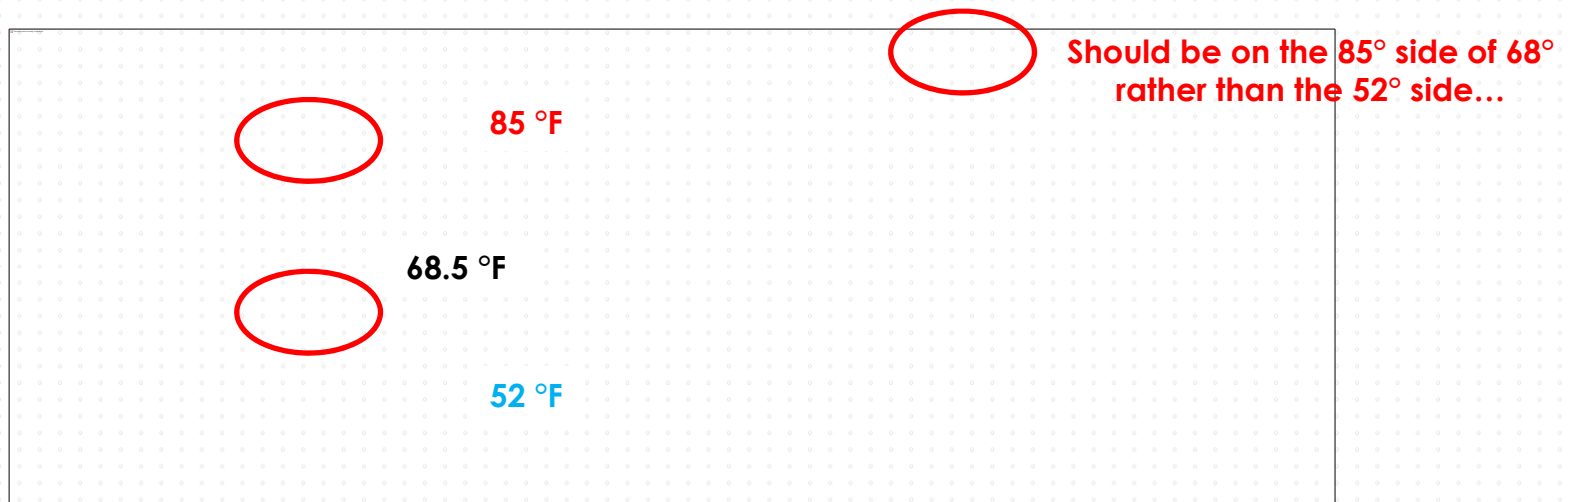 Should be on the 85° side of 68°
rather than the 52° side…
85 °F
68.5 °F
52 °F